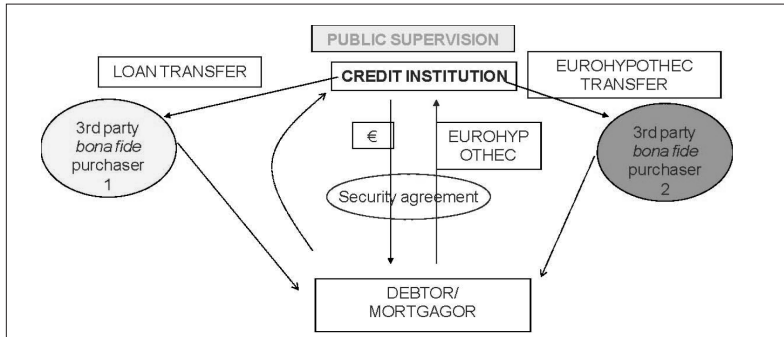 PUBLIC SUPERVISION
LOAN TRANSFER
CREDIT INSTITUTION
EUROHYPOTHEC
TRANSFER
3rd party
bona fide
purchaser
1
€
EUROHYP
OTHEC
3rd party
bona fide
purchaser
2
Security agreement
DEBTOR/
MORTGAGOR